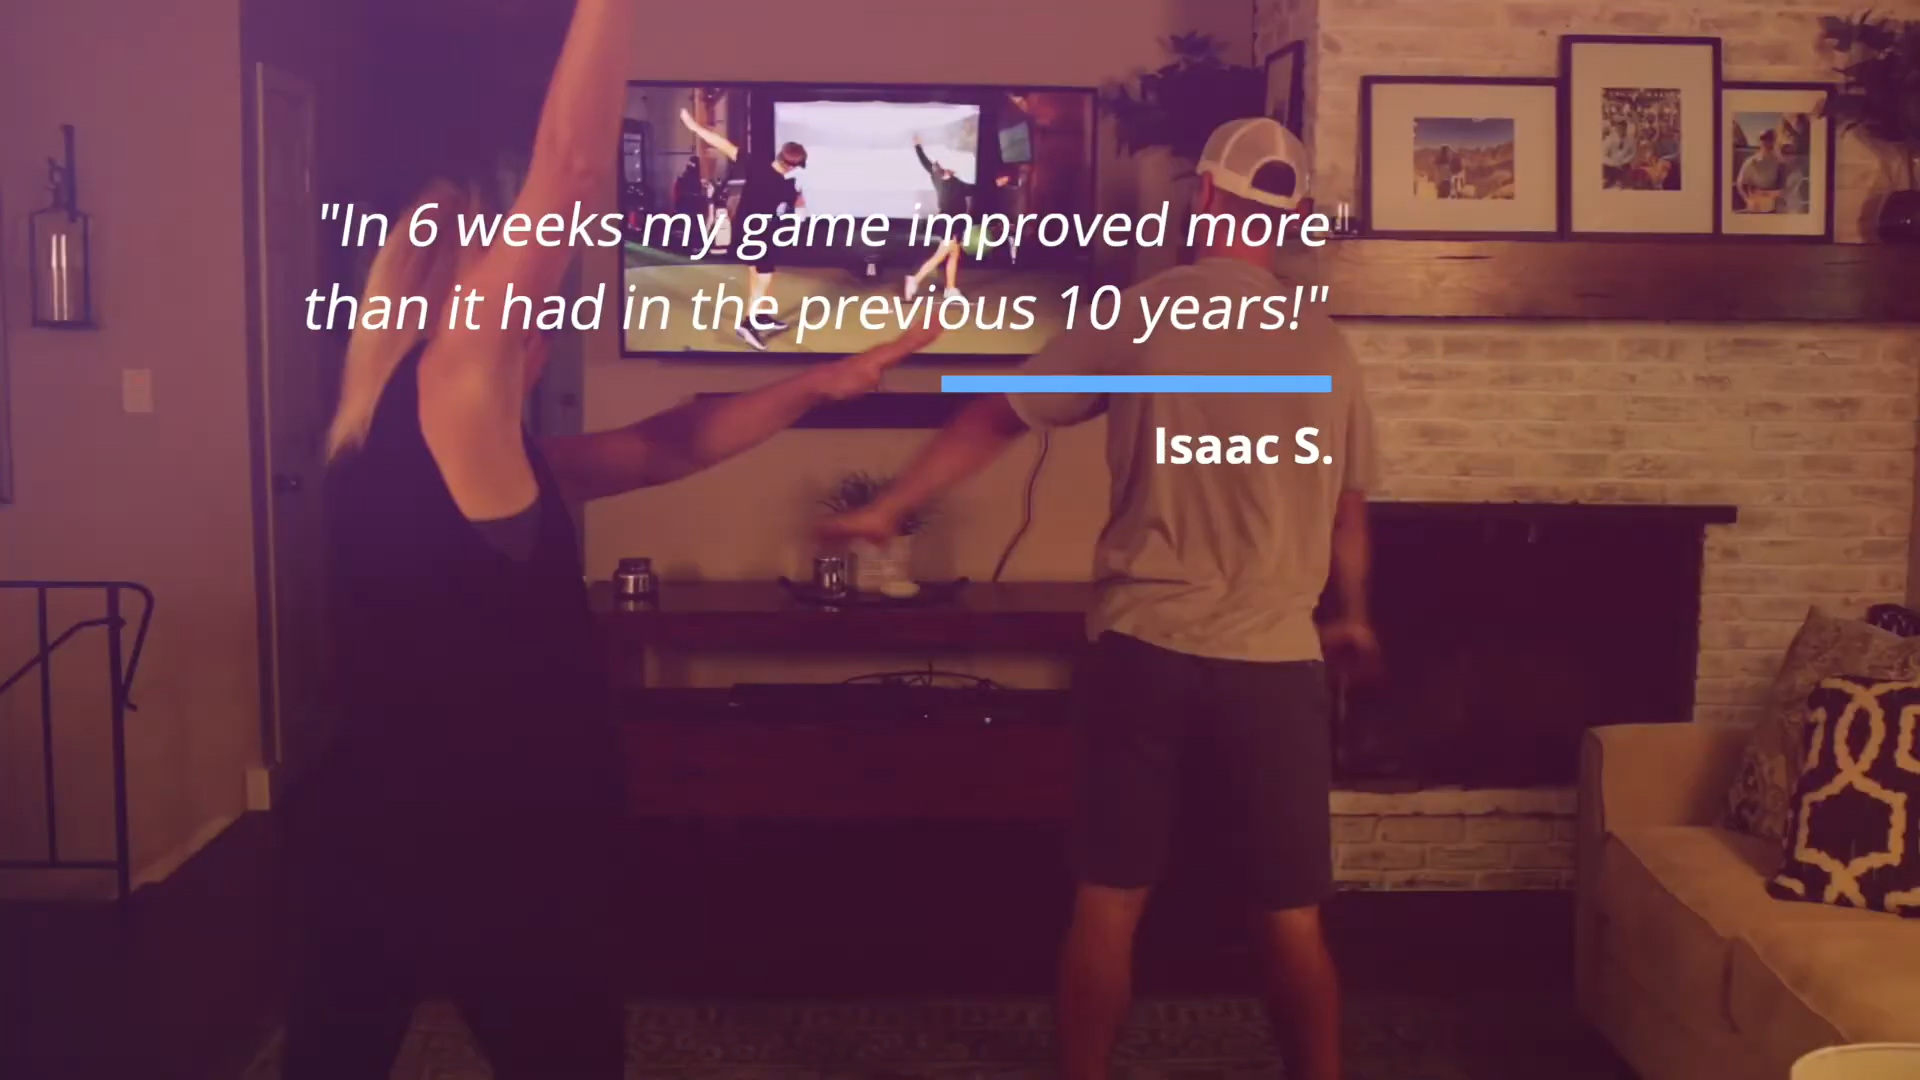 "In 6 weeks my game improved more
than it had in the previous 10 years!"
Isaac S.